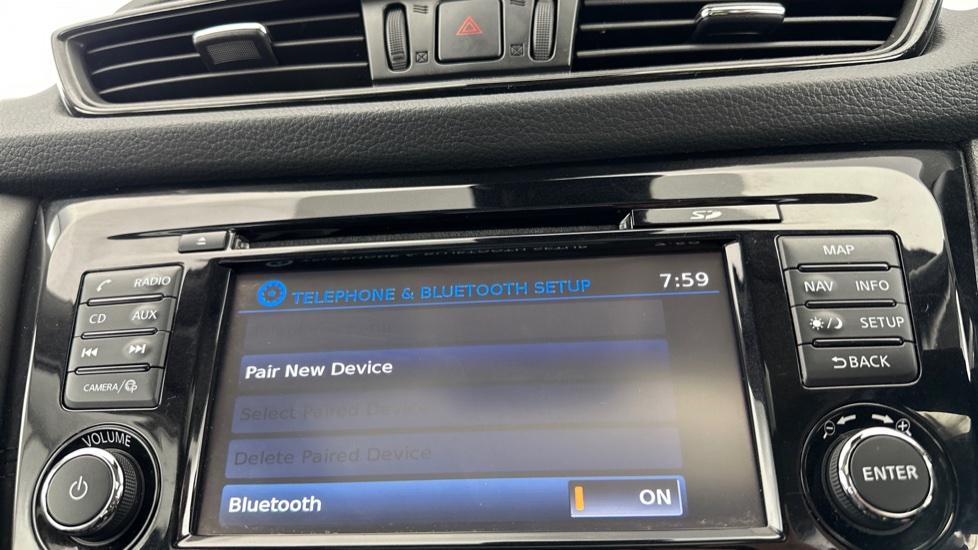 SD
RADIO
CD AUX
CAMERA/
VOLUME
TELEPHONE & BLUETOOTH SETUP 7:59
Pair New Device
Select Paired Device
Delete Paired Device
Bluetooth ON
MAP
NAV INFO
SETUP
BACK
ENTER